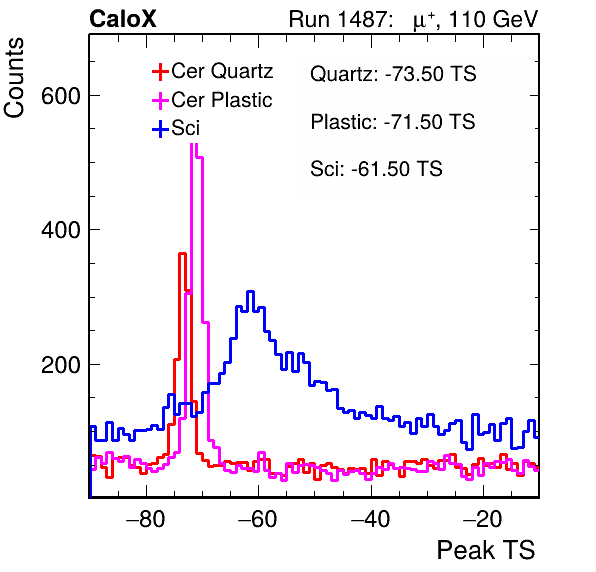 CaloX Run 1487: μ⁺, 110 GeV
Counts
Cer Quartz
Cer Plastic
Sci
Quartz: -73.50 TS
Plastic: -71.50 TS
Sci: -61.50 TS
600
400
200
−80 −60 −40 −20
Peak TS